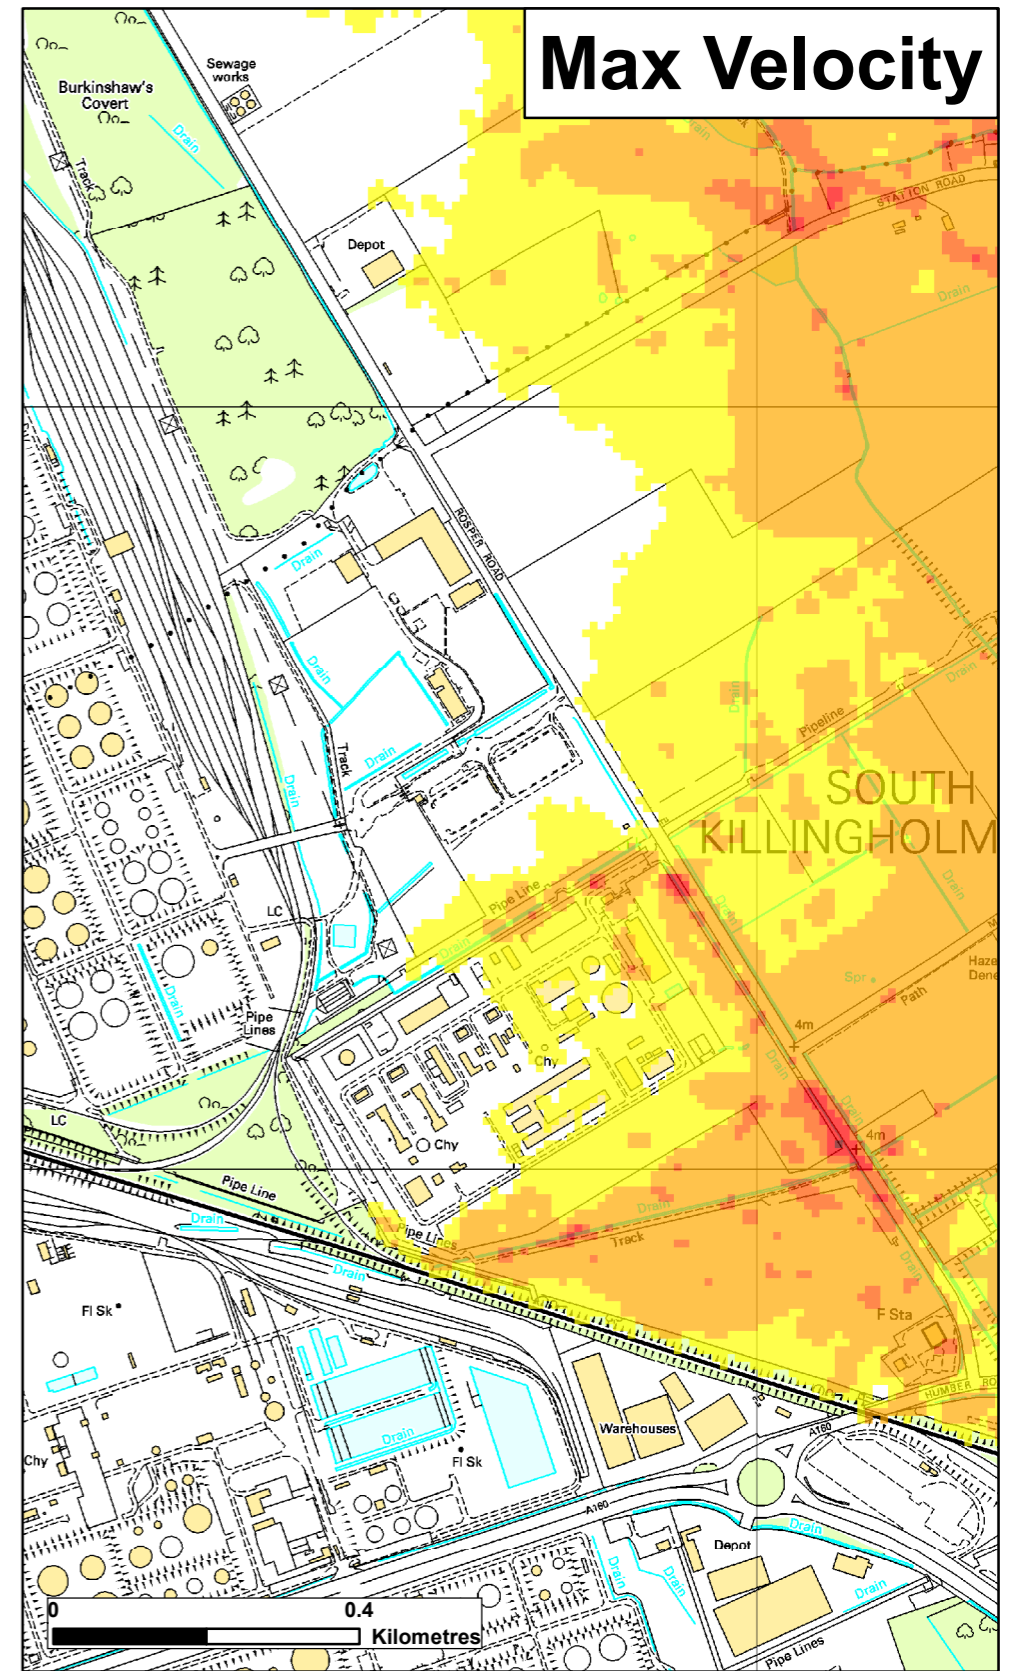 Max Velocity
Sewage
works
Burkinshaw's
Covert
Drain
Drain
Track
STATION ROAD
Depot
Drain
ROSPER ROAD
Drain
Drain
Drain
Pipeline
Drain
Track
Drain
Drain
SOUTH
KILLINGHOLM
Pipe Line
LC
Drain
Drain
Drain
Haze
Dene
Spr
Path
Drain
Pipe
Lines
4m
Chy
Drain
Drain
LC
4m
Chy
Pipe Line
Drain
Drain
Pipe Lines
Track
Drain
Drain
Fl Sk
F Sta
HUMBER RO
Warehouses
A160
Drain
Fl Sk
Chy
A160
Drain
Depot
Drain
Drain
Drain
Pipe Lines
0 0.4
Kilometres